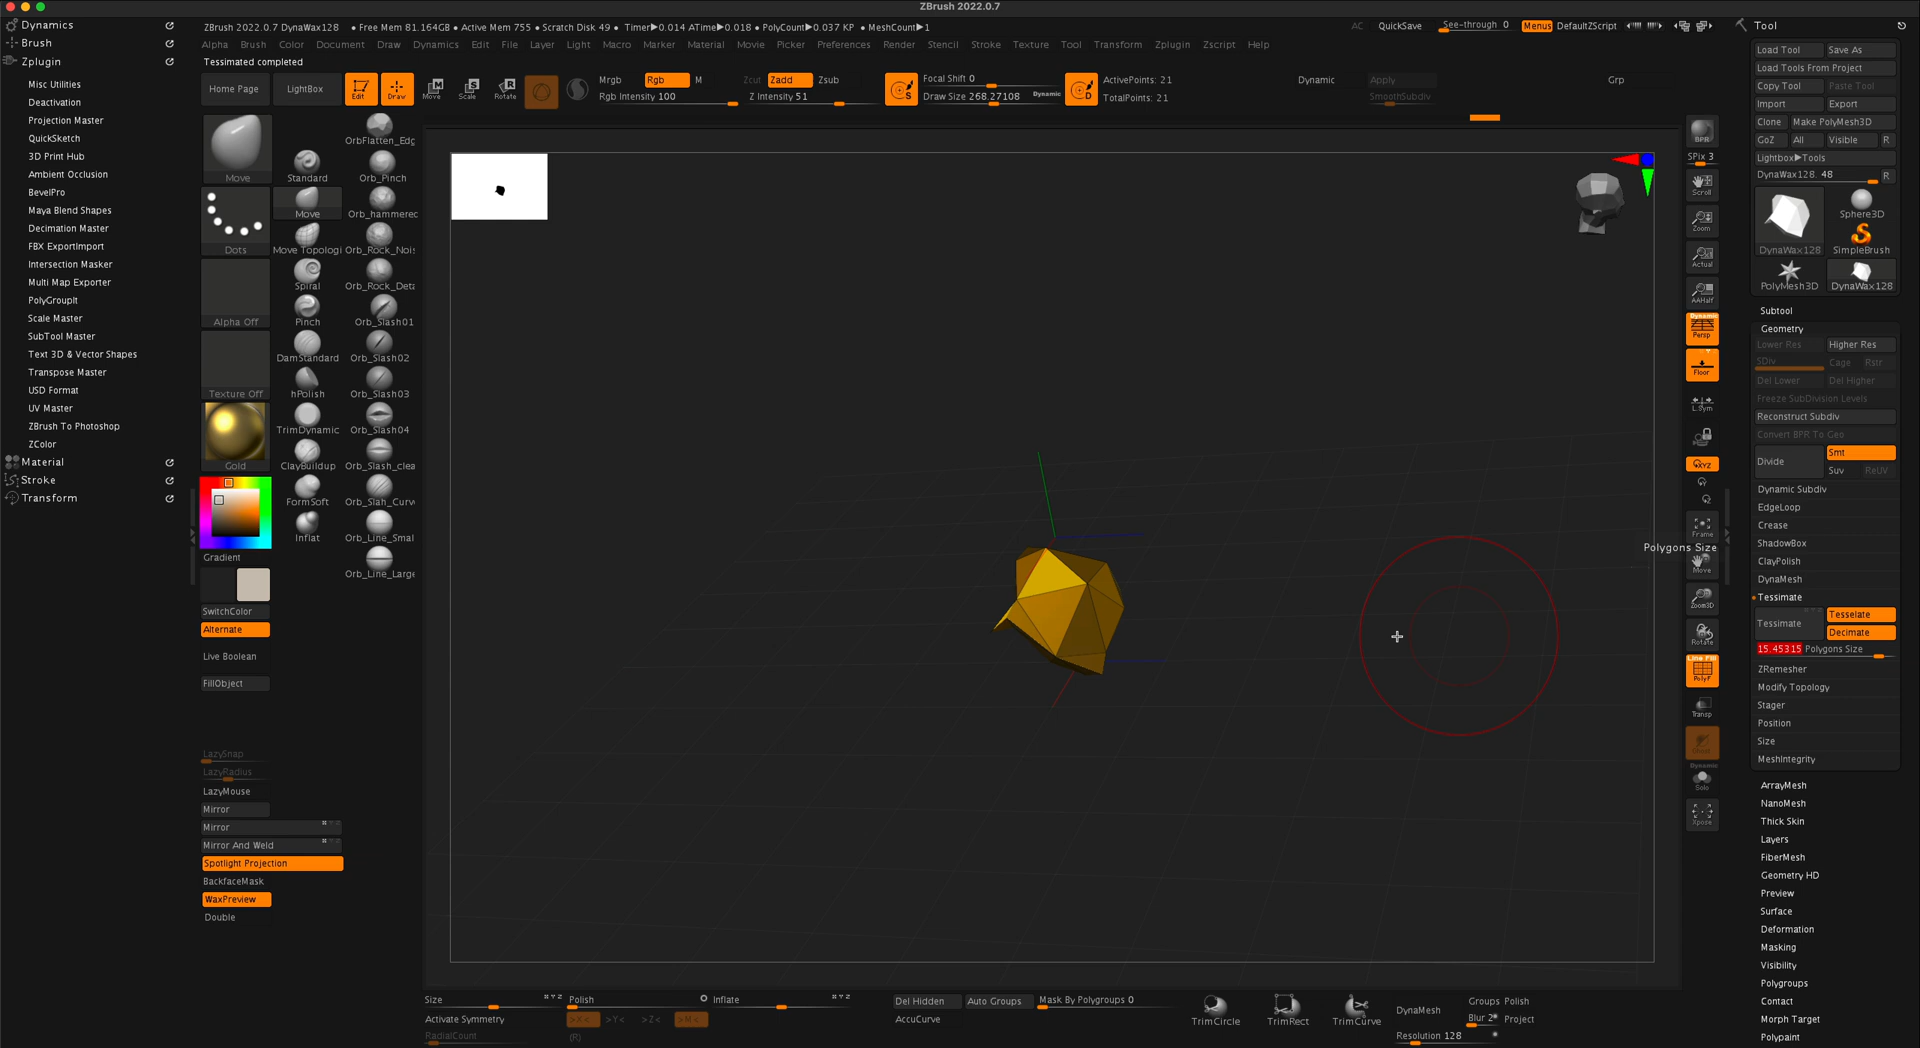 ZBrush 2022.0.7
Dynamics
Brush
Zplugin
Misc Utilities
Deactivation
Projection Master
QuickSketch
3D Print Hub
Ambient Occlusion
BevelPro
Maya Blend Shapes
Decimation Master
FBX ExportImport
Intersection Masker
Multi Map Exporter
PolyGroupIt
Scale Master
SubTool Master
Text 3D & Vector Shapes
Transpose Master
USD Format
UV Master
ZBrush To Photoshop
ZColor
Material
Stroke
Transform
ZBrush 2022.0.7 DynaWax128 ● Free Mem 81.164GB ● Active Mem 755 ● Scratch Disk 49 ● Timer▶0.014 ATime▶0.018 ● PolyCount▶0.037 KP ● MeshCount▶1
AC QuickSave See-through 0 Menus DefaultZScript
Alpha Brush Color Document Draw Dynamics Edit File Layer Light Macro Marker Material Movie Picker Preferences Render Stencil Stroke Texture Tool Transform Zplugin Zscript Help
Tessimated completed
Home Page LightBox Edit Draw Move Scale Rotate
Mrgb Rgb M
Rgb Intensity 100
Zcut Zadd Zsub
Z Intensity 51
S
Focal Shift 0
Draw Size 268.27108 Dynamic
D
ActivePoints: 21
TotalPoints: 21
Dynamic Apply Grp
SmoothSubdiv
Move
Dots
Alpha Off
Texture Off
Gold
Gradient
SwitchColor
Alternate
Live Boolean
FillObject
LazySnap
LazyRadius
LazyMouse
Mirror
Mirror
Mirror And Weld
Spotlight Projection
BackfaceMask
WaxPreview
Double
Standard
Move
Move Topologi
Spiral
Pinch
DamStandard
hPolish
TrimDynamic
ClayBuildup
FormSoft
Inflat
OrbFlatten_Edg
Orb_Pinch
Orb_hammered
Orb_Rock_Nois
Orb_Rock_Deta
Orb_Slash01
Orb_Slash02
Orb_Slash03
Orb_Slash04
Orb_Slash_clea
Orb_Slah_Curv
Orb_Line_Smal
Orb_Line_Large
BPR
SPix 3
Scroll
Zoom
Actual
AAHalf
Dynamic
Persp
Floor
L.Sym
XYZ
Frame
Polygons Size
Move
Zoom3D
Rotate
Line Fill
PolyF
Transp
Dynamic
Solo
Xpose
Tool
Load Tool Save As
Load Tools From Project
Copy Tool Paste Tool
Import Export
Clone Make PolyMesh3D
GoZ All Visible R
Lightbox▶Tools
DynaWax128. 48 R
DynaWax128
Sphere3D
SimpleBrush
PolyMesh3D
DynaWax128
Subtool
Geometry
Lower Res Higher Res
SDiv Cage Rstr
Del Lower Del Higher
Freeze SubDivision Levels
Reconstruct Subdiv
Convert BPR To Geo
Divide Smt
Suv ReUV
Dynamic Subdiv
EdgeLoop
Crease
ShadowBox
ClayPolish
DynaMesh
Tessimate
Tessimate Tesselate
Decimate
15.45315 Polygons Size
ZRemesher
Modify Topology
Stager
Position
Size
MeshIntegrity
ArrayMesh
NanoMesh
Thick Skin
Layers
FiberMesh
Geometry HD
Preview
Surface
Deformation
Masking
Visibility
Polygroups
Contact
Morph Target
Polypaint
Size Polish Inflate Del Hidden Auto Groups Mask By Polygroups 0
Activate Symmetry >X< >Y< >Z< >M< AccuCurve
RadialCount (R)
TrimCircle TrimRect TrimCurve
DynaMesh Groups Polish
Blur 2 Project
Resolution 128